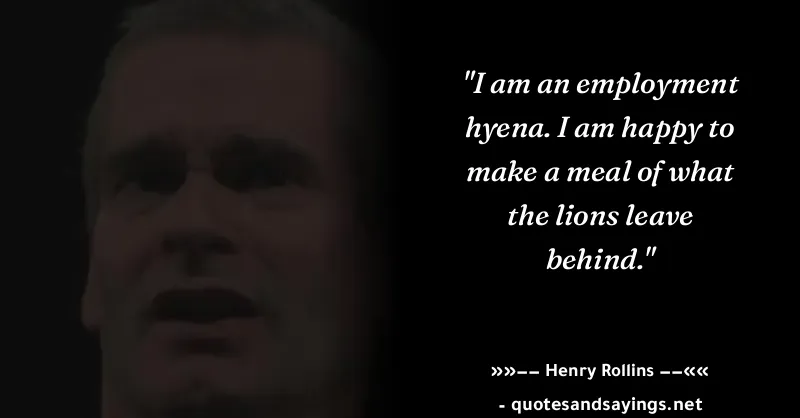 "I am an employment
hyena. I am happy to
make a meal of what
the lions leave
behind."
»»−− Henry Rollins −−««
- quotesandsayings.net